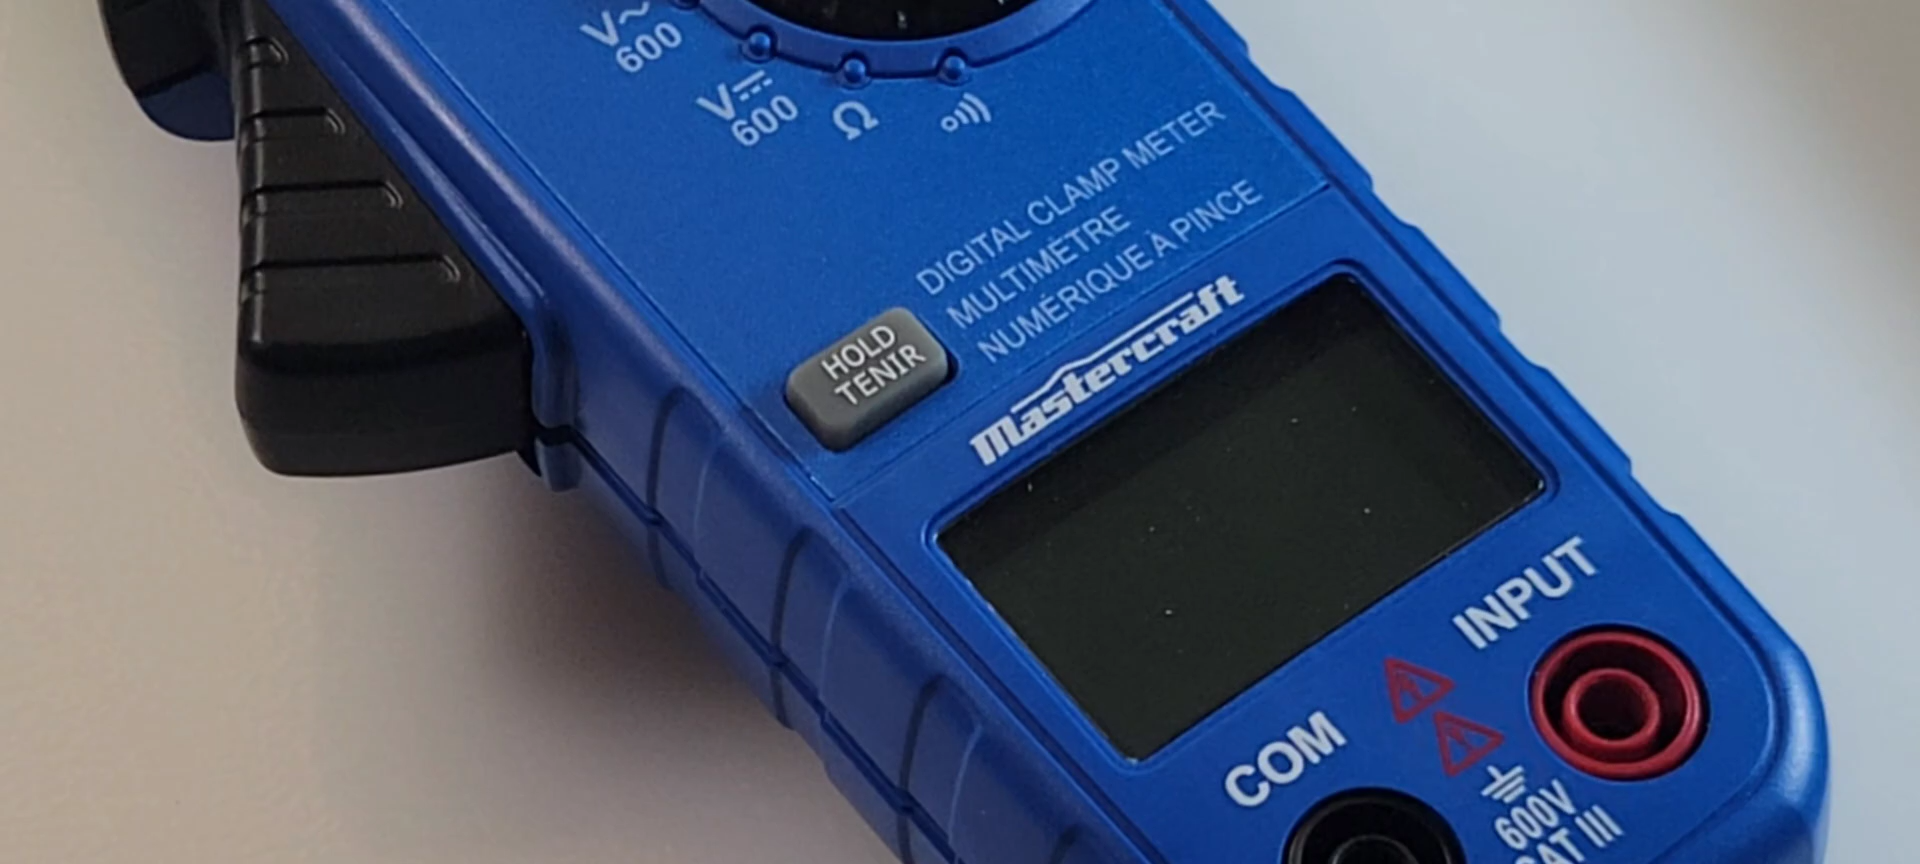 V~
600
V⎓
600
Ω
DIGITAL CLAMP METER
MULTIMÈTRE
NUMÉRIQUE À PINCE
HOLD
TENIR
Mastercraft
INPUT
COM
600V
CAT III